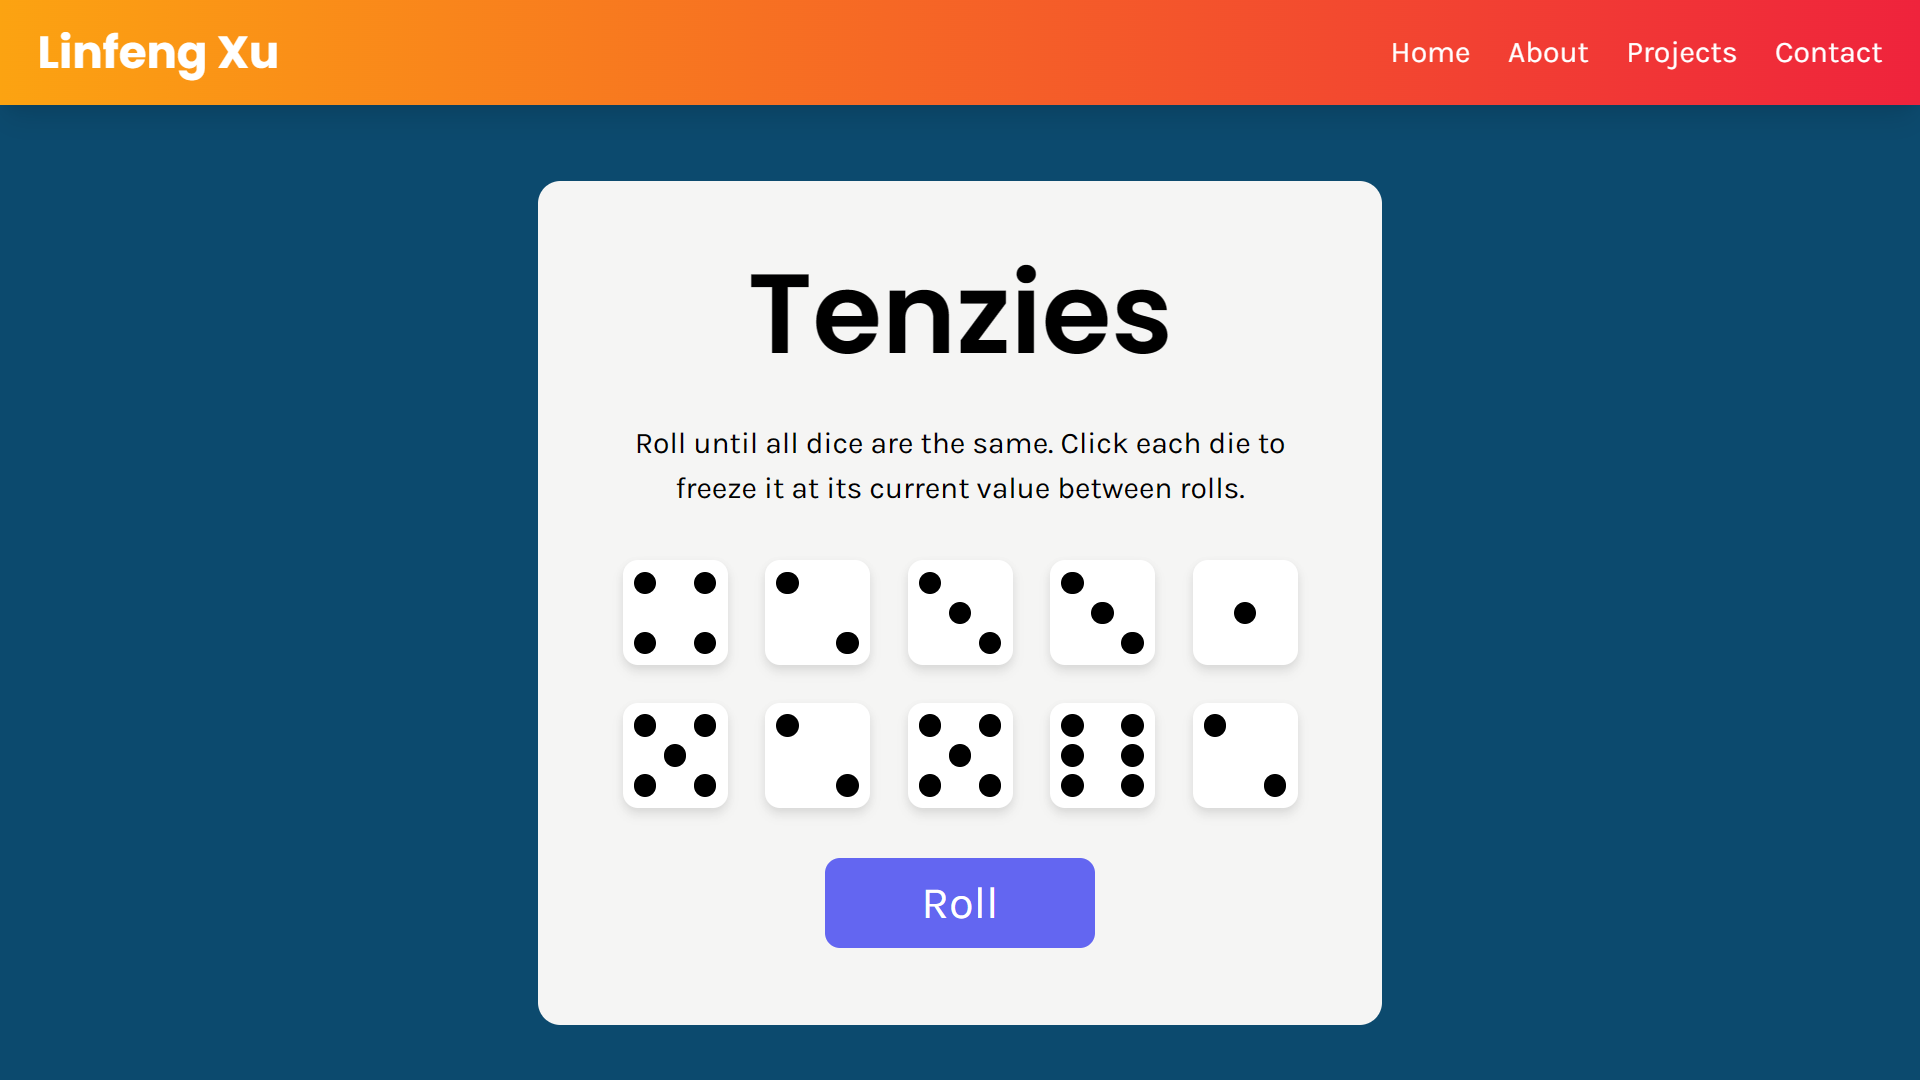 Linfeng Xu
Home About Projects Contact
Tenzies
Roll until all dice are the same. Click each die to
freeze it at its current value between rolls.
Roll